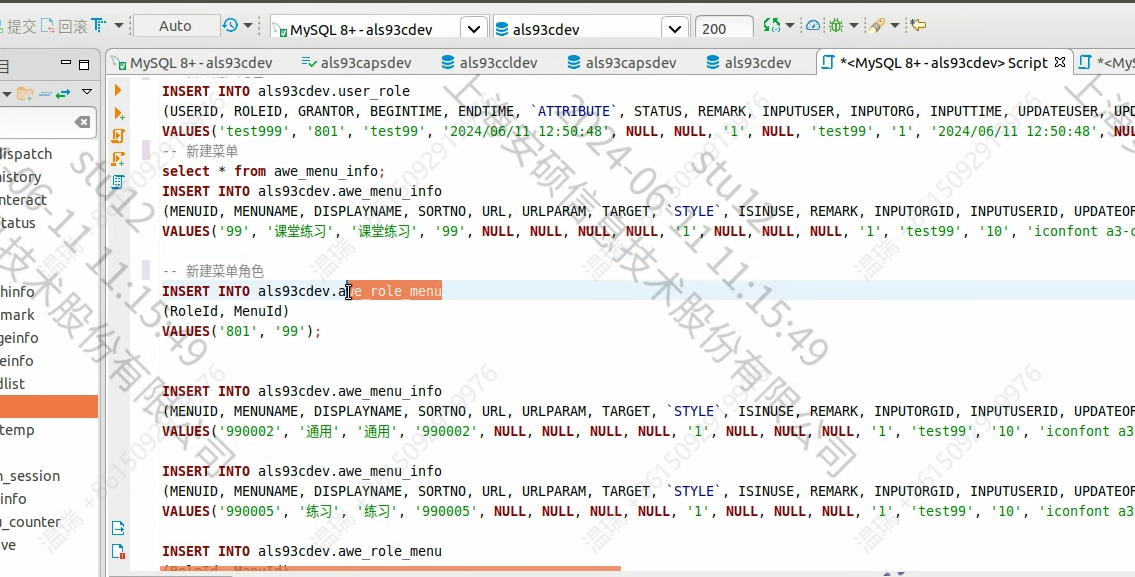 提交 回滚 T Auto MySQL 8+ - als93cdev als93cdev 200
MySQL 8+ - als93cdev als93capsdev als93ccldev als93capsdev als93cdev *<MySQL 8+ - als93cdev> Script *<MyS
INSERT INTO als93cdev.user_role
(USERID, ROLEID, GRANTOR, BEGINTIME, ENDTIME, `ATTRIBUTE`, STATUS, REMARK, INPUTUSER, INPUTORG, INPUTTIME, UPDATEUSER, UP
VALUES('test999', '801', 'test99', '2024/06/11 12:50:48', NULL, NULL, '1', NULL, 'test99', '1', '2024/06/11 12:50:48', NUL
-- 新建菜单
select * from awe_menu_info;
INSERT INTO als93cdev.awe_menu_info
(MENUID, MENUNAME, DISPLAYNAME, SORTNO, URL, URLPARAM, TARGET, `STYLE`, ISINUSE, REMARK, INPUTORGID, INPUTUSERID, UPDATEOR
VALUES('99', '课堂练习', '课堂练习', '99', NULL, NULL, NULL, NULL, '1', NULL, NULL, NULL, '1', 'test99', '10', 'iconfont a3-c
-- 新建菜单角色
INSERT INTO als93cdev.awe_role_menu
(RoleId, MenuId)
VALUES('801', '99');
INSERT INTO als93cdev.awe_menu_info
(MENUID, MENUNAME, DISPLAYNAME, SORTNO, URL, URLPARAM, TARGET, `STYLE`, ISINUSE, REMARK, INPUTORGID, INPUTUSERID, UPDATEOR
VALUES('990002', '通用', '通用', '990002', NULL, NULL, NULL, NULL, '1', NULL, NULL, NULL, '1', 'test99', '10', 'iconfont a3
INSERT INTO als93cdev.awe_menu_info
(MENUID, MENUNAME, DISPLAYNAME, SORTNO, URL, URLPARAM, TARGET, `STYLE`, ISINUSE, REMARK, INPUTORGID, INPUTUSERID, UPDATEOR
VALUES('990005', '练习', '练习', '990005', NULL, NULL, NULL, NULL, '1', NULL, NULL, NULL, '1', 'test99', '10', 'iconfont a3
INSERT INTO als93cdev.awe_role_menu
(RoleId, MenuId)
ispatch
istory
nteract
tatus
hinfo
mark
geinfo
einfo
dlist
temp
n_session
info
u_counter
ve
上海安硕信息技术股份有限公司
2024-06-11 11:15:49
stu12
温瑞 +8615092919976